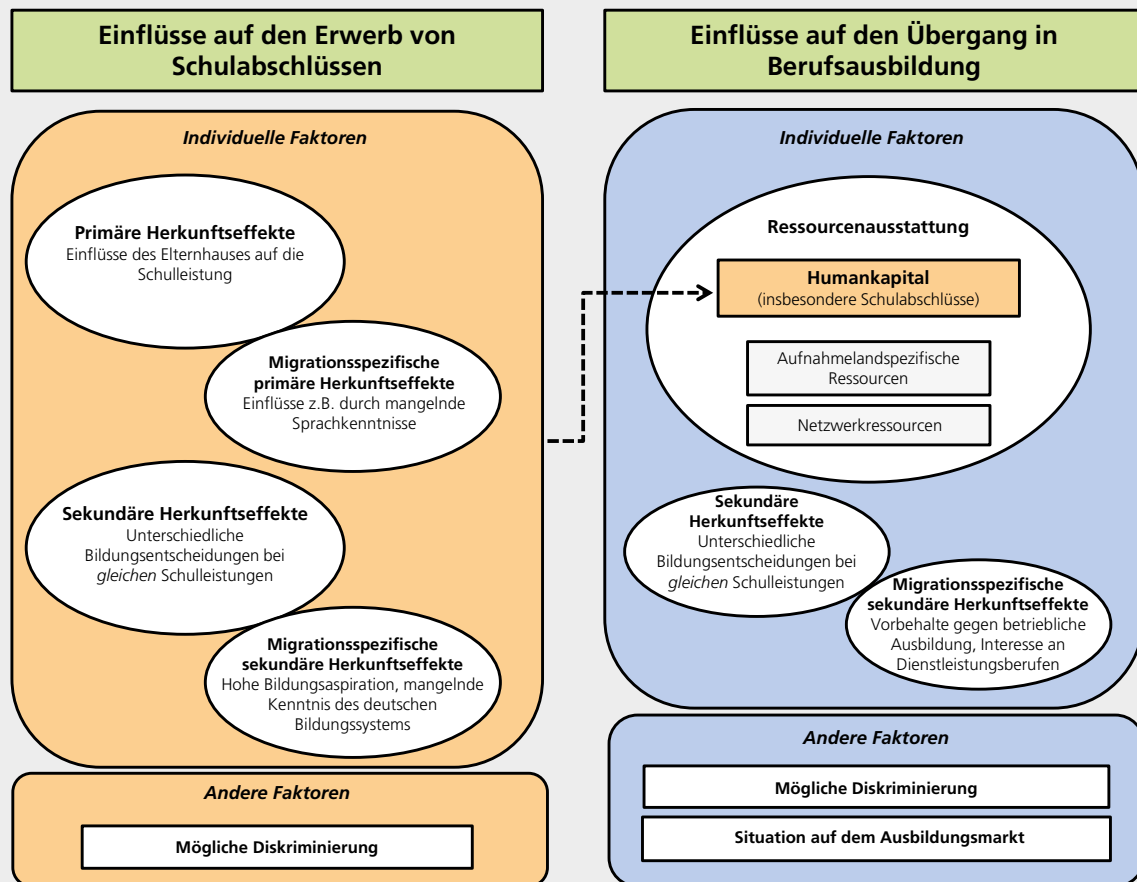 Einflüsse auf den Erwerb von
Schulabschlüssen
Individuelle Faktoren
Primäre Herkunftseffekte
Einflüsse des Elternhauses auf die
Schulleistung
Migrationsspezifische
primäre Herkunftseffekte
Einflüsse z.B. durch mangelnde
Sprachkenntnisse
Sekundäre Herkunftseffekte
Unterschiedliche
Bildungsentscheidungen bei
gleichen Schulleistungen
Migrationsspezifische
sekundäre Herkunftseffekte
Hohe Bildungsaspiration, mangelnde
Kenntnis des deutschen
Bildungssystems
Andere Faktoren
Mögliche Diskriminierung
Einflüsse auf den Übergang in
Berufsausbildung
Individuelle Faktoren
Ressourcenausstattung
Humankapital
(insbesondere Schulabschlüsse)
Aufnahmelandspezifische
Ressourcen
Netzwerkressourcen
Sekundäre
Herkunftseffekte
Unterschiedliche
Bildungsentscheidungen bei
gleichen Schulleistungen
Migrationsspezifische
sekundäre Herkunftseffekte
Vorbehalte gegen betriebliche
Ausbildung, Interesse an
Dienstleistungsberufen
Andere Faktoren
Mögliche Diskriminierung
Situation auf dem Ausbildungsmarkt